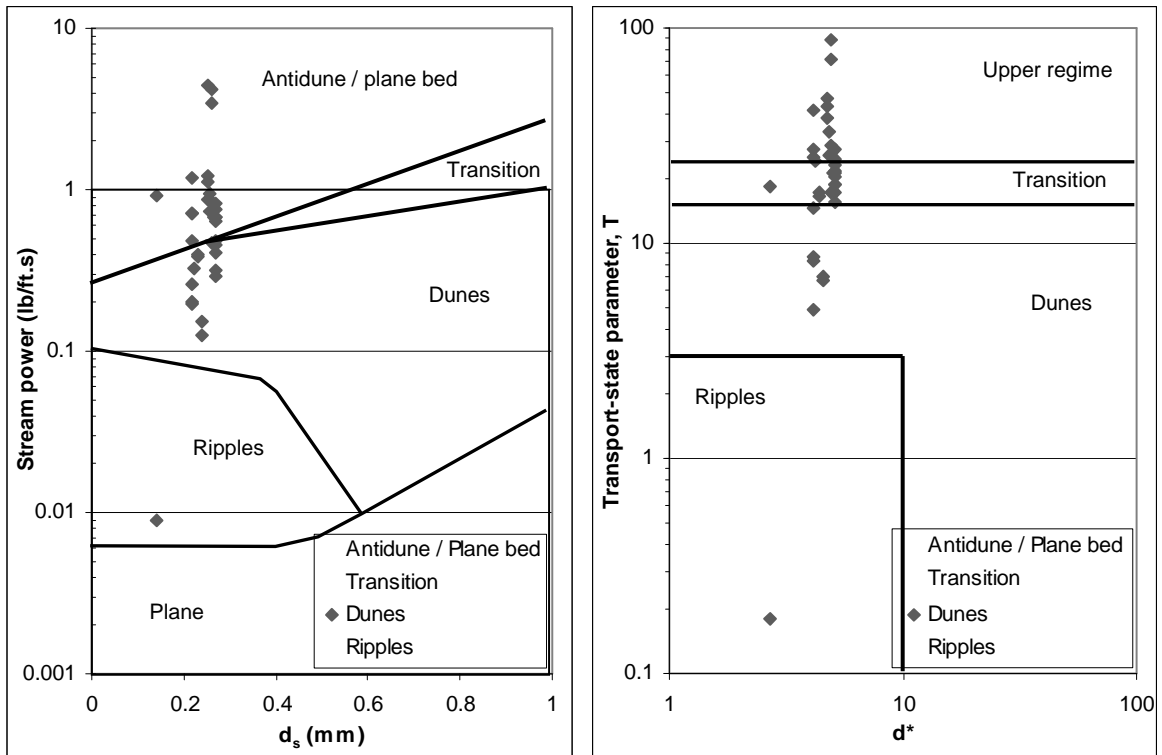 10
1
0.1
0.01
0.001
Stream power (lb/ft.s)
Antidune / plane bed
Transition
Dunes
Ripples
Plane
Antidune / Plane bed
Transition
Dunes
Ripples
0
0.2
0.4
0.6
0.8
1
ds (mm)
100
10
1
0.1
Transport-state parameter, T
Upper regime
Transition
Dunes
Ripples
Antidune / Plane bed
Transition
Dunes
Ripples
1
10
100
d*